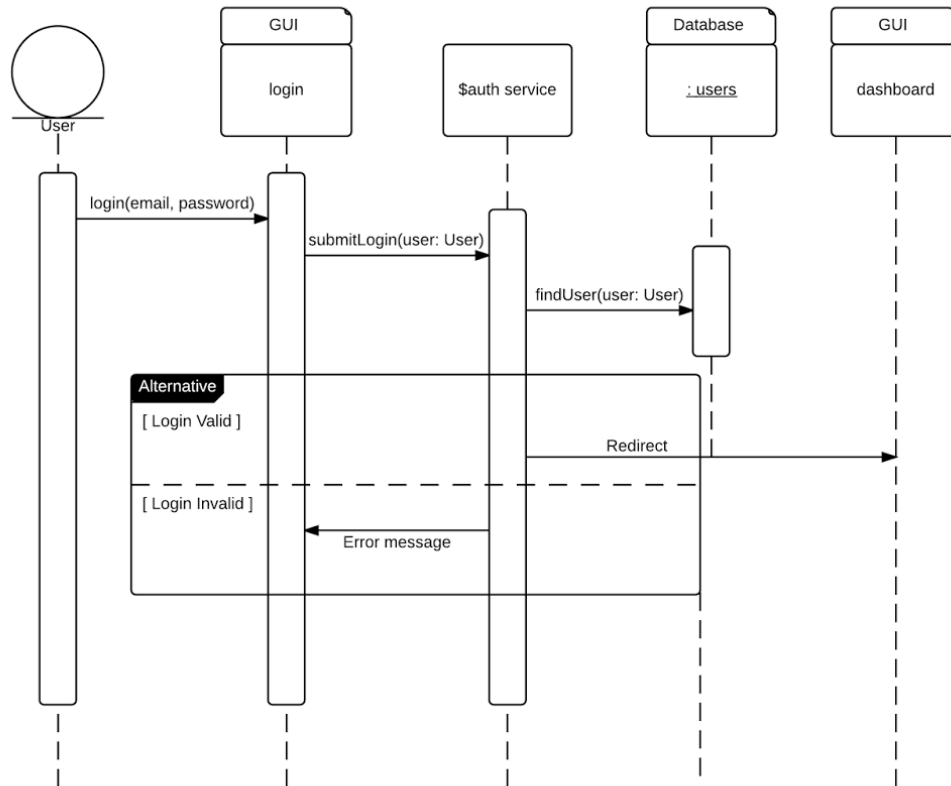 GUI
Database
GUI
login
$auth service
: users
dashboard
User
login(email, password)
submitLogin(user: User)
findUser(user: User)
Alternative
[ Login Valid ]
Redirect
[ Login Invalid ]
Error message